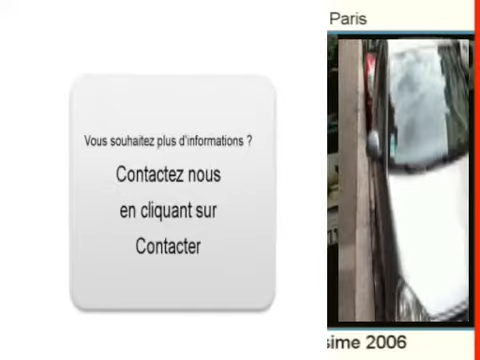 Paris
Vous souhaitez plus d'informations ?
Contactez nous
en cliquant sur
Contacter
sime 2006